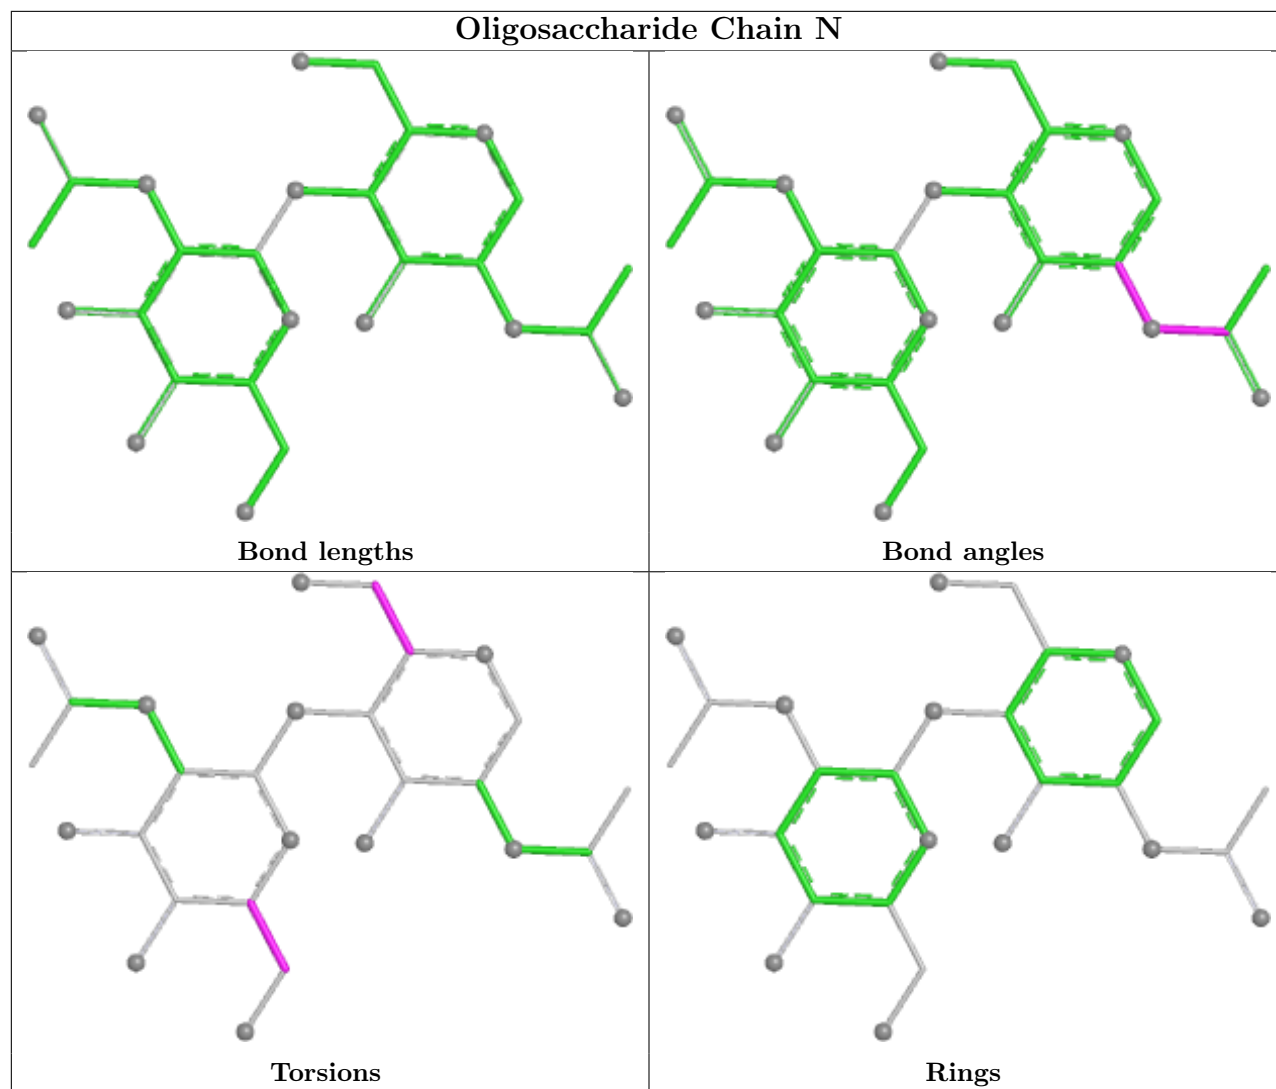 Oligosaccharide Chain N
Bond lengths
Bond angles
Torsions
Rings